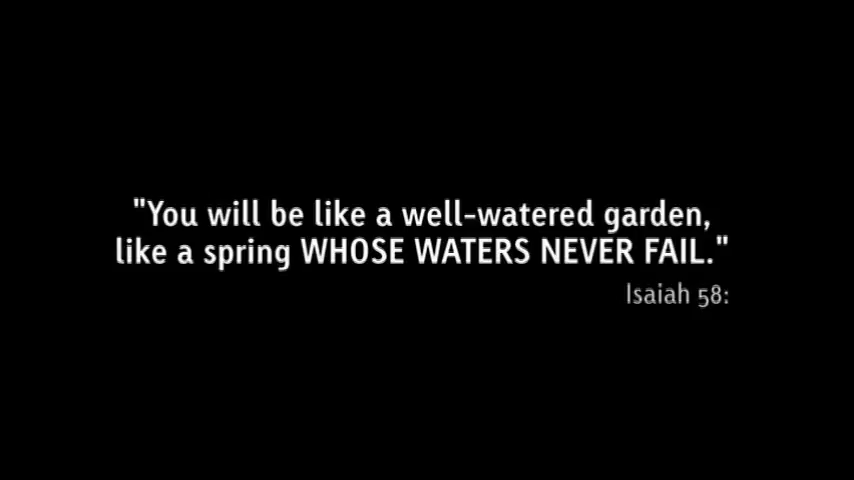 "You will be like a well-watered garden,
like a spring WHOSE WATERS NEVER FAIL."
Isaiah 58: